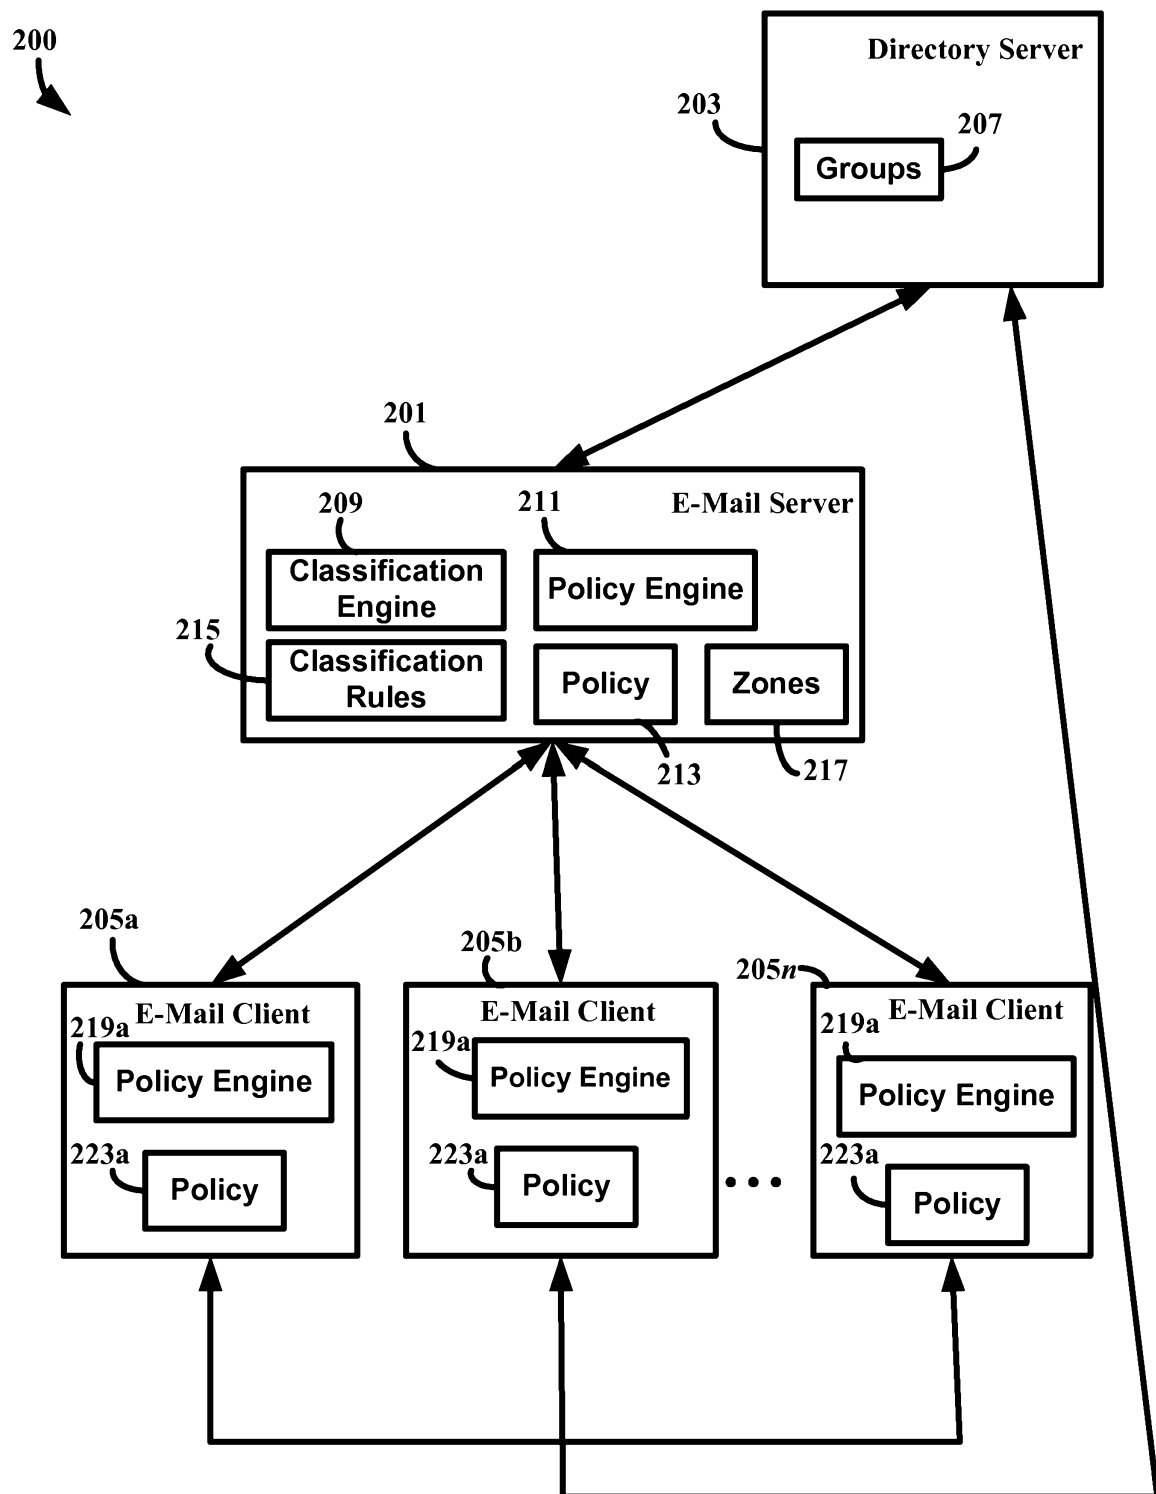 200
Directory Server
203
207
Groups
201
E-Mail Server
209
211
Classification
Engine
Policy Engine
215
Classification
Rules
Policy
Zones
213
217
205a
205b
205n
E-Mail Client
219a
Policy Engine
223a
Policy
E-Mail Client
219a
Policy Engine
223a
Policy
E-Mail Client
219a
Policy Engine
223a
Policy